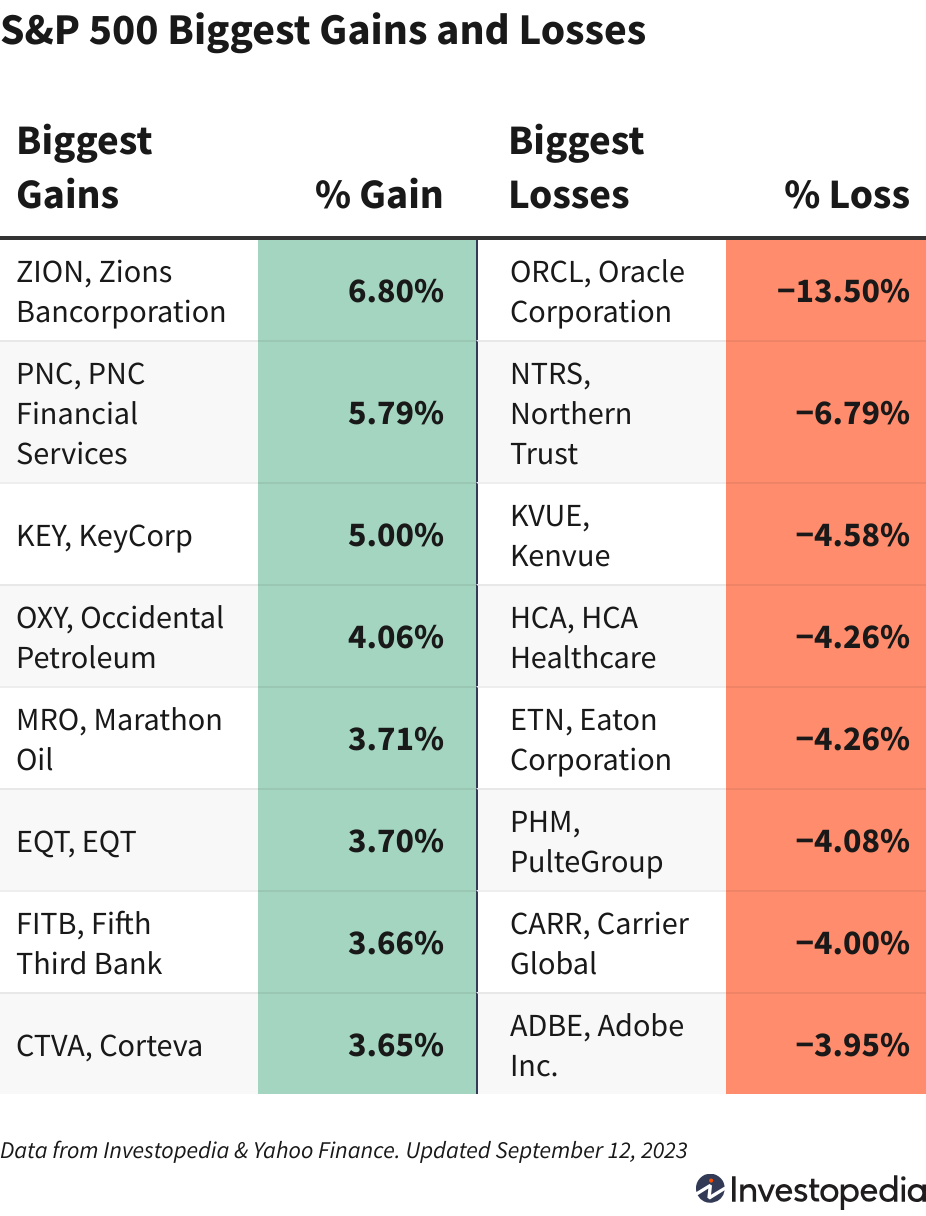 S&P 500 Biggest Gains and Losses
Biggest
Gains
% Gain
Biggest
Losses
% Loss
ZION, Zions
Bancorporation
6.80%
ORCL, Oracle
Corporation
−13.50%
PNC, PNC
Financial
Services
5.79%
NTRS,
Northern
Trust
−6.79%
KEY, KeyCorp
5.00%
KVUE,
Kenvue
−4.58%
OXY, Occidental
Petroleum
4.06%
HCA, HCA
Healthcare
−4.26%
MRO, Marathon
Oil
3.71%
ETN, Eaton
Corporation
−4.26%
EQT, EQT
3.70%
PHM,
PulteGroup
−4.08%
FITB, Fifth
Third Bank
3.66%
CARR, Carrier
Global
−4.00%
CTVA, Corteva
3.65%
ADBE, Adobe
Inc.
−3.95%
Data from Investopedia & Yahoo Finance. Updated September 12, 2023
Investopedia